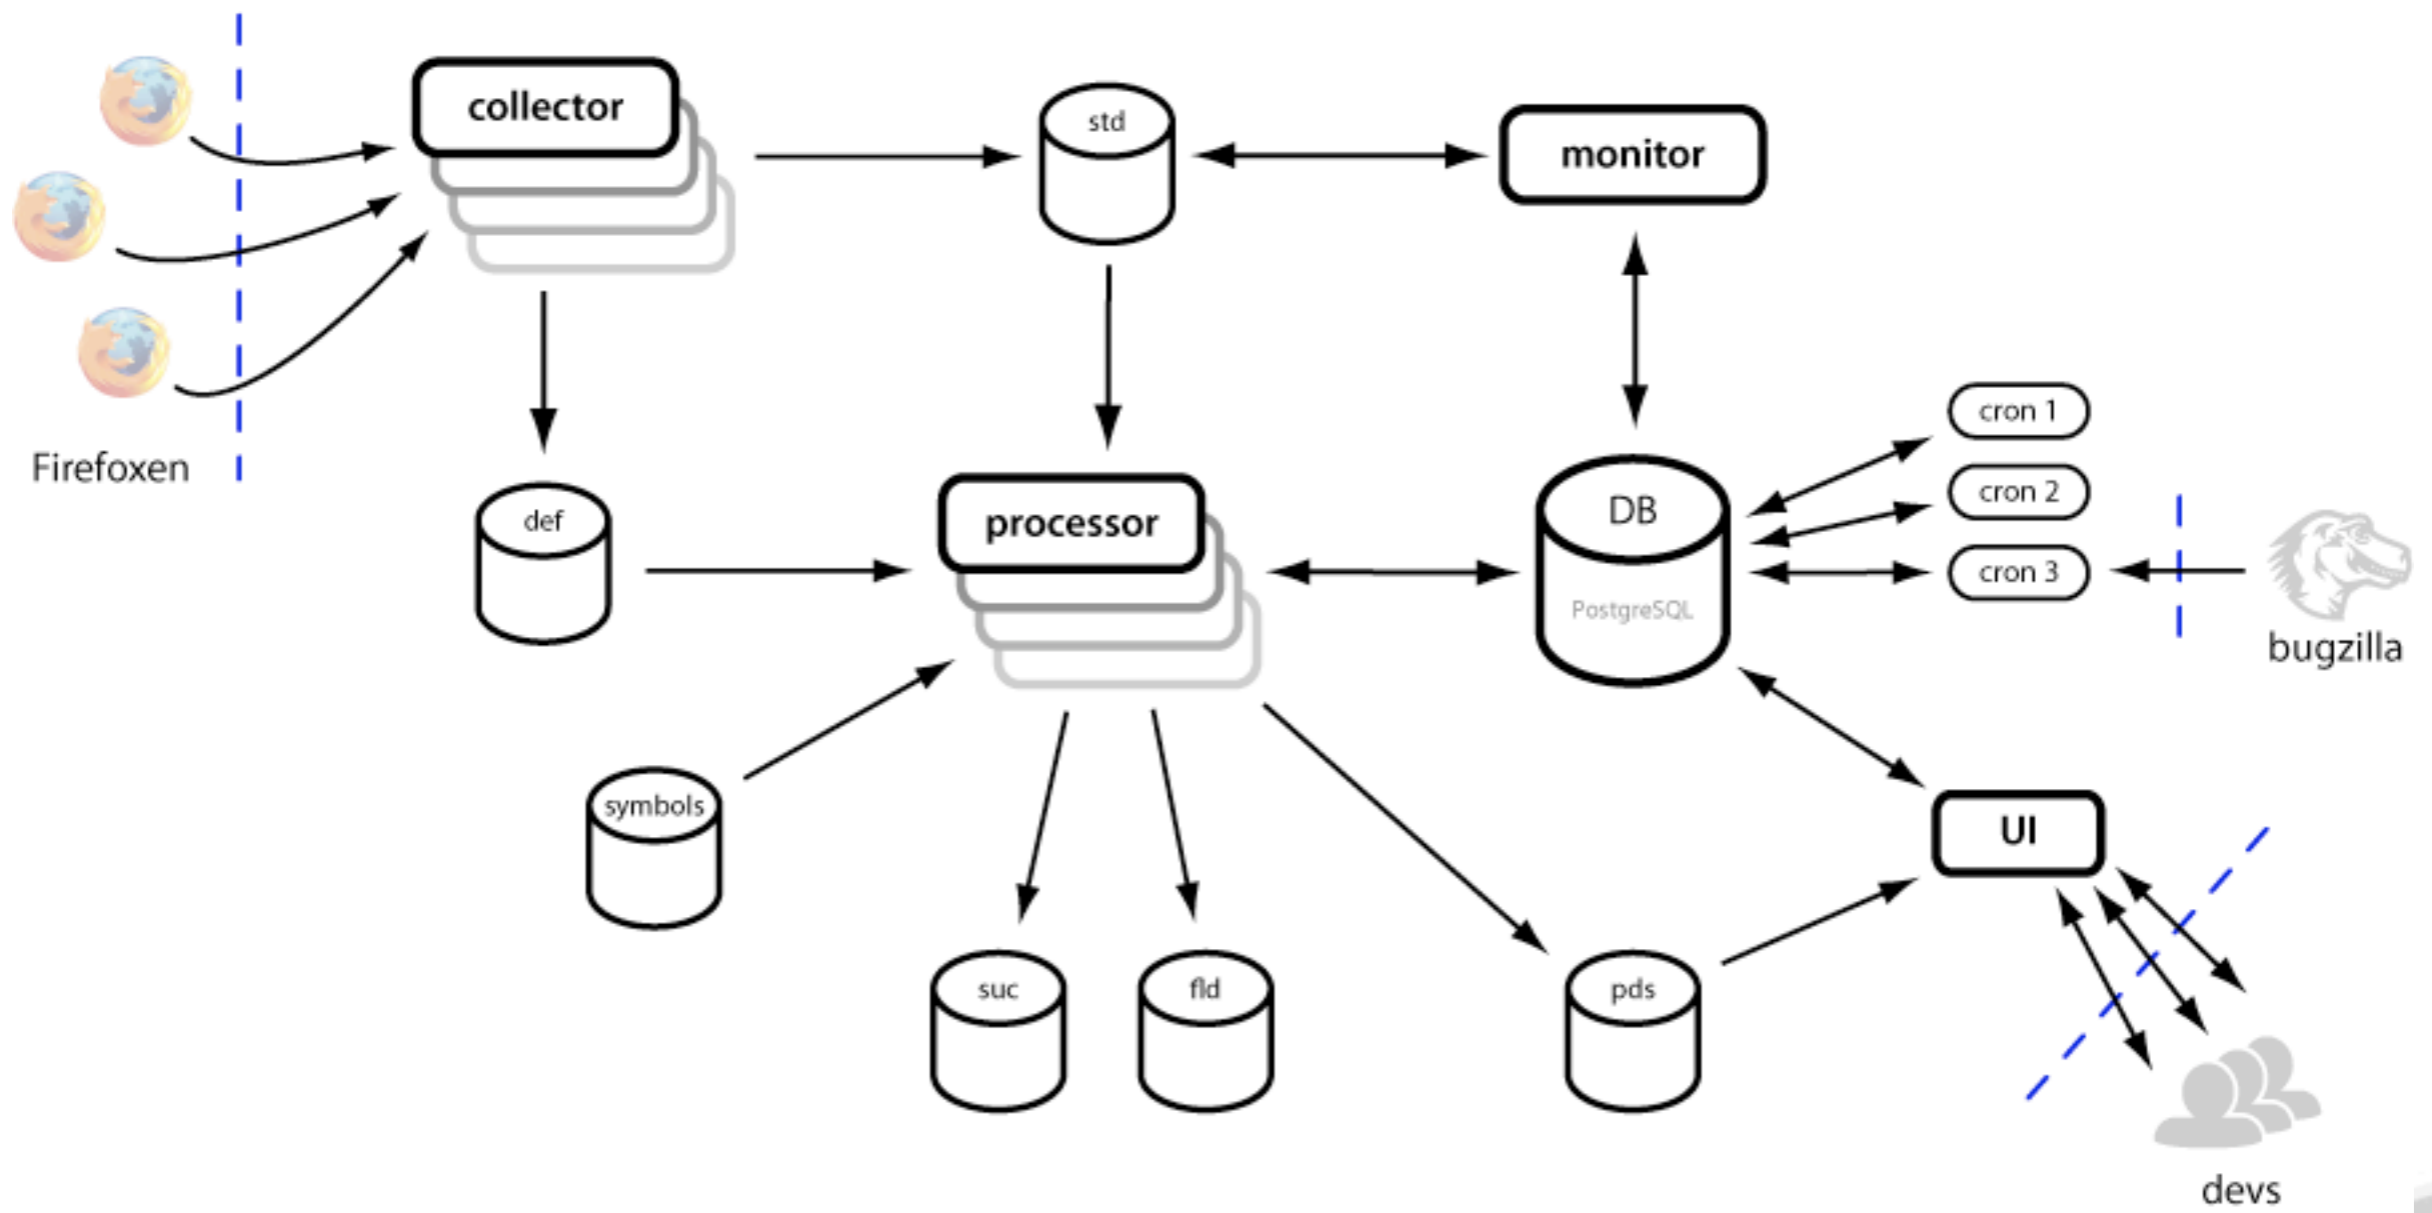 collector
std
monitor
Firefoxen
def
processor
DB
PostgreSQL
cron 1
cron 2
cron 3
bugzilla
symbols
UI
suc
fld
pds
devs